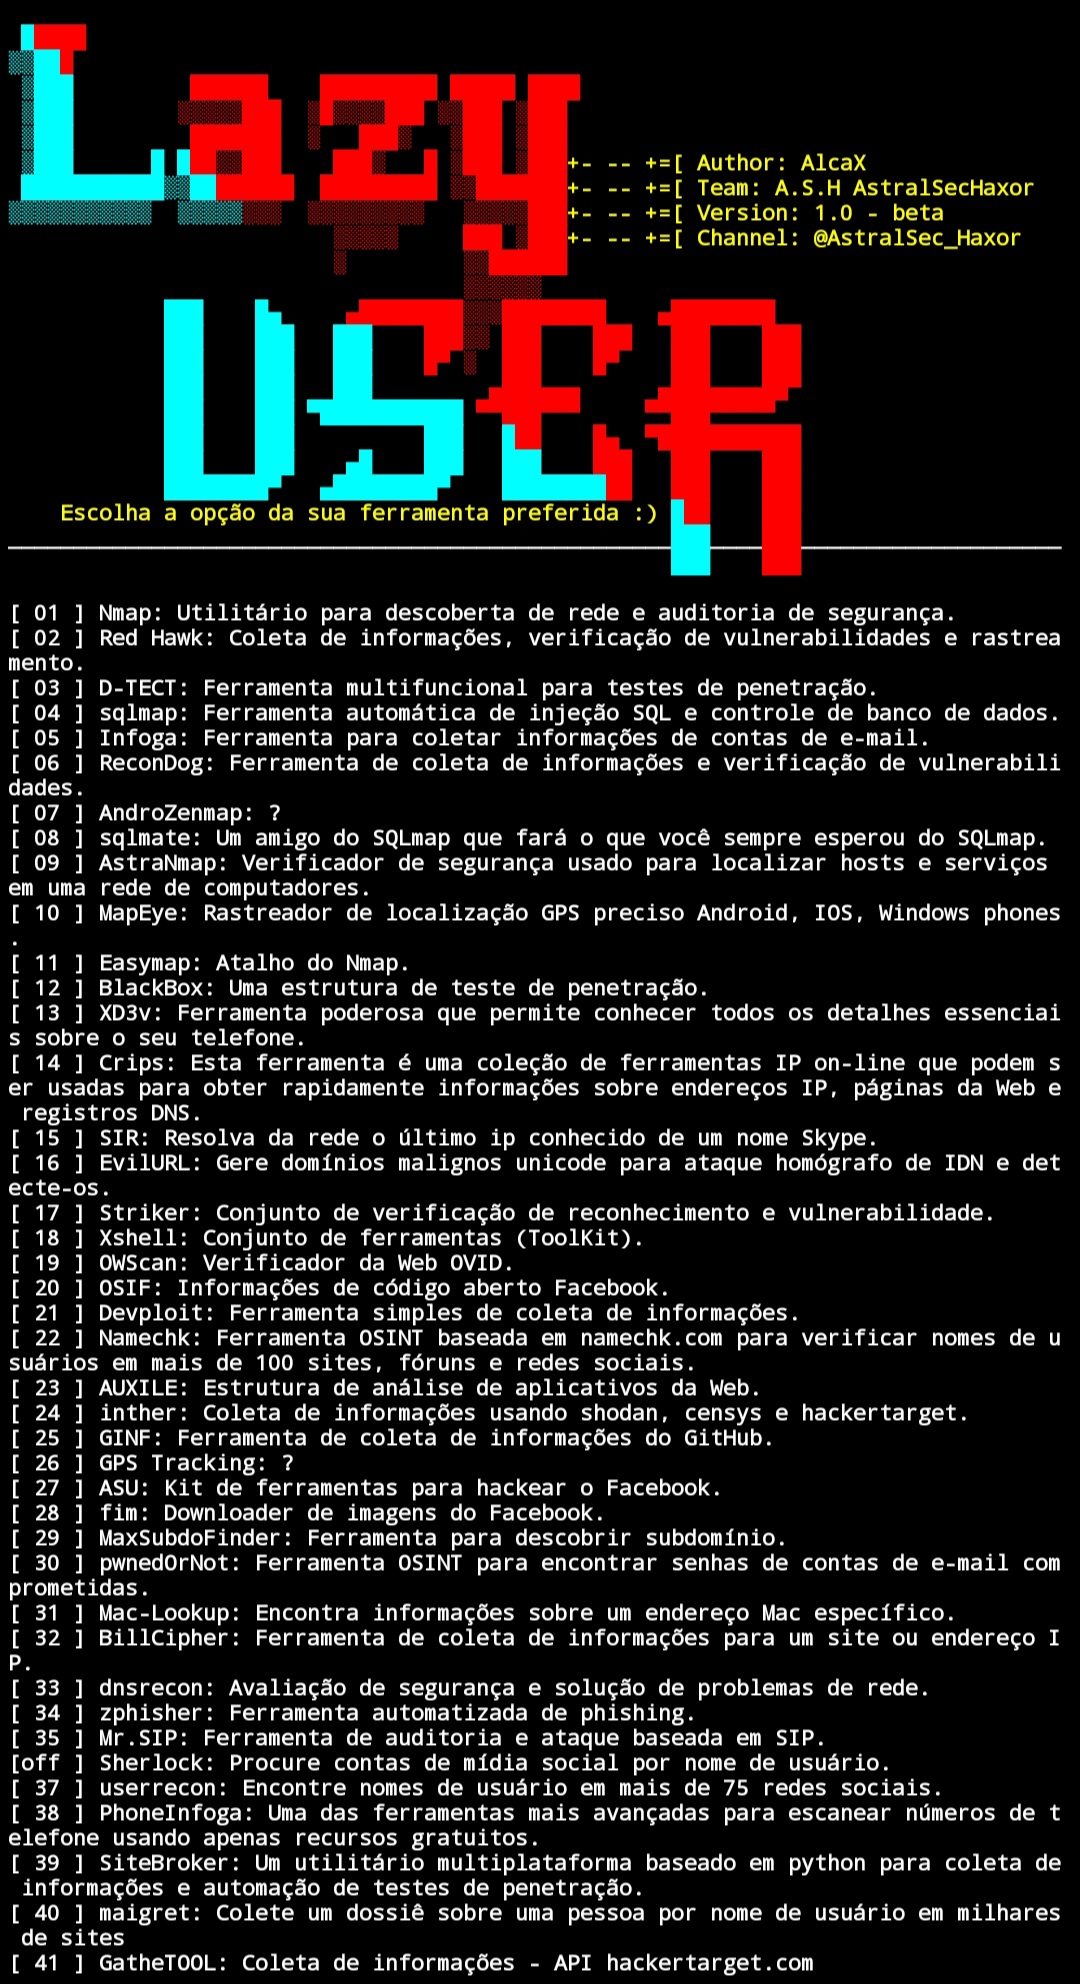 Lazy
+- -- +=[ Author: AlcaX
+- -- +=[ Team: A.S.H AstralSecHaxor
+- -- +=[ Version: 1.0 - beta
+- -- +=[ Channel: @AstralSec_Haxor
USER
Escolha a opção da sua ferramenta preferida :)
[ 01 ] Nmap: Utilitário para descoberta de rede e auditoria de segurança.
[ 02 ] Red Hawk: Coleta de informações, verificação de vulnerabilidades e rastrea
mento.
[ 03 ] D-TECT: Ferramenta multifuncional para testes de penetração.
[ 04 ] sqlmap: Ferramenta automática de injeção SQL e controle de banco de dados.
[ 05 ] Infoga: Ferramenta para coletar informações de contas de e-mail.
[ 06 ] ReconDog: Ferramenta de coleta de informações e verificação de vulnerabili
dades.
[ 07 ] AndroZenmap: ?
[ 08 ] sqlmate: Um amigo do SQLmap que fará o que você sempre esperou do SQLmap.
[ 09 ] AstraNmap: Verificador de segurança usado para localizar hosts e serviços
em uma rede de computadores.
[ 10 ] MapEye: Rastreador de localização GPS preciso Android, IOS, Windows phones
.
[ 11 ] Easymap: Atalho do Nmap.
[ 12 ] BlackBox: Uma estrutura de teste de penetração.
[ 13 ] XD3v: Ferramenta poderosa que permite conhecer todos os detalhes essenciai
s sobre o seu telefone.
[ 14 ] Crips: Esta ferramenta é uma coleção de ferramentas IP on-line que podem s
er usadas para obter rapidamente informações sobre endereços IP, páginas da Web e
 registros DNS.
[ 15 ] SIR: Resolva da rede o último ip conhecido de um nome Skype.
[ 16 ] EvilURL: Gere domínios malignos unicode para ataque homógrafo de IDN e det
ecte-os.
[ 17 ] Striker: Conjunto de verificação de reconhecimento e vulnerabilidade.
[ 18 ] Xshell: Conjunto de ferramentas (ToolKit).
[ 19 ] OWScan: Verificador da Web OVID.
[ 20 ] OSIF: Informações de código aberto Facebook.
[ 21 ] Devploit: Ferramenta simples de coleta de informações.
[ 22 ] Namechk: Ferramenta OSINT baseada em namechk.com para verificar nomes de u
suários em mais de 100 sites, fóruns e redes sociais.
[ 23 ] AUXILE: Estrutura de análise de aplicativos da Web.
[ 24 ] inther: Coleta de informações usando shodan, censys e hackertarget.
[ 25 ] GINF: Ferramenta de coleta de informações do GitHub.
[ 26 ] GPS Tracking: ?
[ 27 ] ASU: Kit de ferramentas para hackear o Facebook.
[ 28 ] fim: Downloader de imagens do Facebook.
[ 29 ] MaxSubdoFinder: Ferramenta para descobrir subdomínio.
[ 30 ] pwnedOrNot: Ferramenta OSINT para encontrar senhas de contas de e-mail com
prometidas.
[ 31 ] Mac-Lookup: Encontra informações sobre um endereço Mac específico.
[ 32 ] BillCipher: Ferramenta de coleta de informações para um site ou endereço I
P.
[ 33 ] dnsrecon: Avaliação de segurança e solução de problemas de rede.
[ 34 ] zphisher: Ferramenta automatizada de phishing.
[ 35 ] Mr.SIP: Ferramenta de auditoria e ataque baseada em SIP.
[off ] Sherlock: Procure contas de mídia social por nome de usuário.
[ 37 ] userrecon: Encontre nomes de usuário em mais de 75 redes sociais.
[ 38 ] PhoneInfoga: Uma das ferramentas mais avançadas para escanear números de t
elefone usando apenas recursos gratuitos.
[ 39 ] SiteBroker: Um utilitário multiplataforma baseado em python para coleta de
 informações e automação de testes de penetração.
[ 40 ] maigret: Colete um dossiê sobre uma pessoa por nome de usuário em milhares
 de sites
[ 41 ] GatheTOOL: Coleta de informações - API hackertarget.com